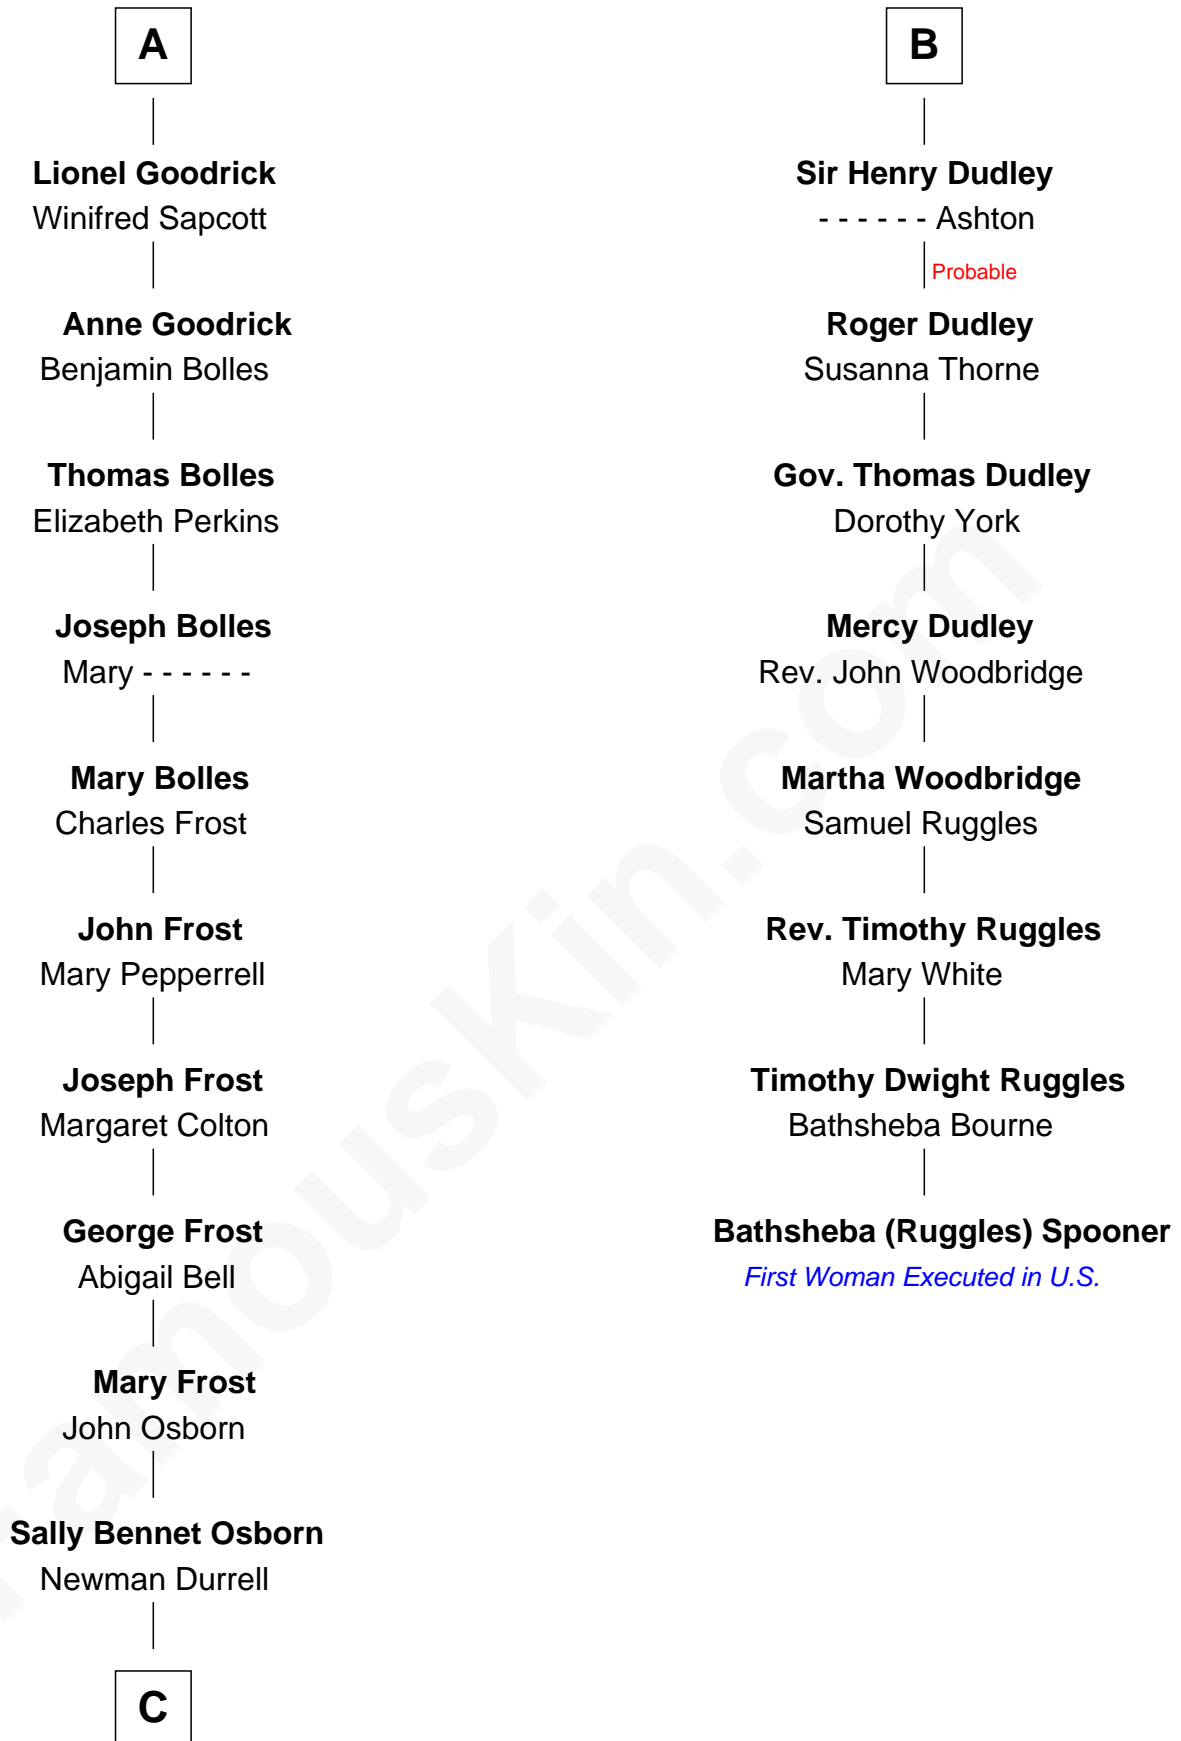 A
Lionel Goodrick
Winifred Sapcott
Anne Goodrick
Benjamin Bolles
Thomas Bolles
Elizabeth Perkins
Joseph Bolles
Mary - - - - - -
Mary Bolles
Charles Frost
John Frost
Mary Pepperrell
Joseph Frost
Margaret Colton
George Frost
Abigail Bell
Mary Frost
John Osborn
Sally Bennet Osborn
Newman Durrell
C
B
Sir Henry Dudley
- - - - - - Ashton
Probable
Roger Dudley
Susanna Thorne
Gov. Thomas Dudley
Dorothy York
Mercy Dudley
Rev. John Woodbridge
Martha Woodbridge
Samuel Ruggles
Rev. Timothy Ruggles
Mary White
Timothy Dwight Ruggles
Bathsheba Bourne
Bathsheba (Ruggles) Spooner
First Woman Executed in U.S.
FamousKin.com